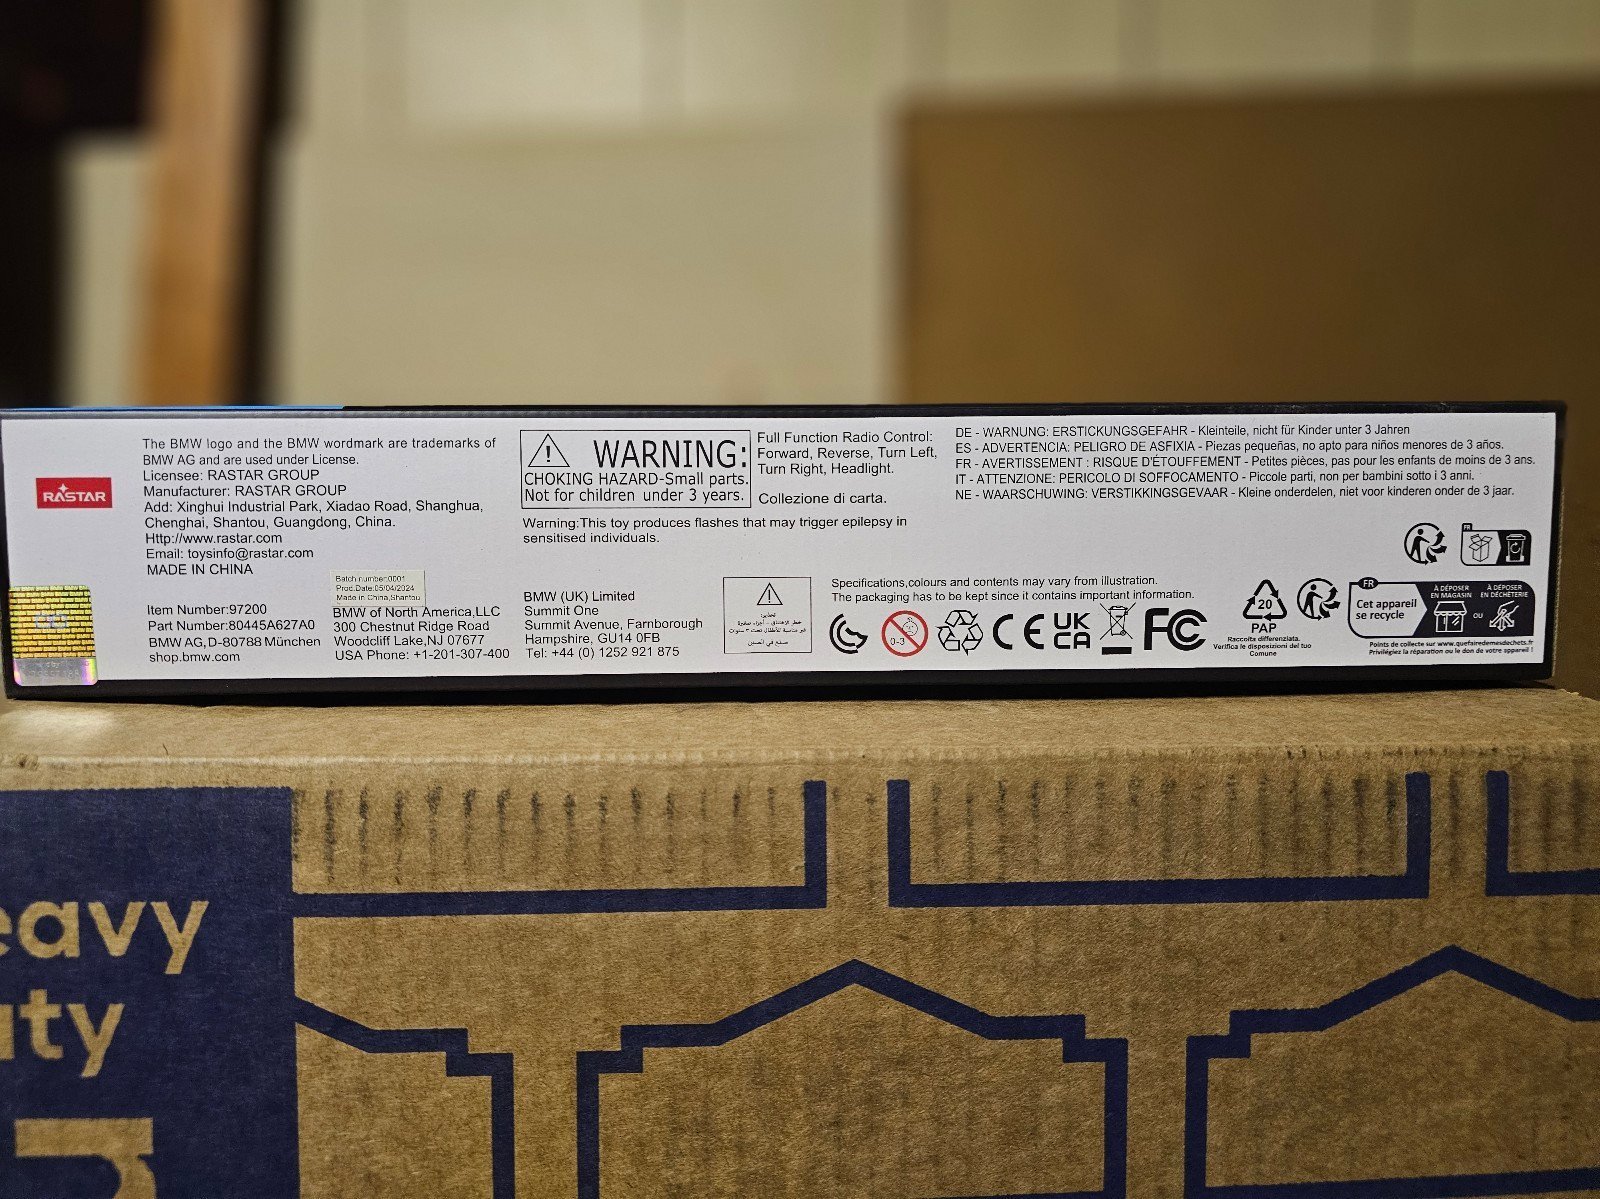 RASTAR
The BMW logo and the BMW wordmark are trademarks of
BMW AG and are used under License.
Licensee: RASTAR GROUP
Manufacturer: RASTAR GROUP
Add: Xinghui Industrial Park, Xiadao Road, Shanghua,
Chenghai, Shantou, Guangdong, China.
Http://www.rastar.com
Email: toysinfo@rastar.com
MADE IN CHINA
Item Number:97200
Part Number:80445A627A0
BMW AG,D-80788 München
shop.bmw.com
Batch number:0001
Prod.Date:05/04/2024
Made in China,Shantou
BMW of North America,LLC
300 Chestnut Ridge Road
Woodcliff Lake,NJ 07677
USA Phone: +1-201-307-400
WARNING:
CHOKING HAZARD-Small parts.
Not for children under 3 years.
Warning:This toy produces flashes that may trigger epilepsy in
sensitised individuals.
BMW (UK) Limited
Summit One
Summit Avenue, Farnborough
Hampshire, GU14 0FB
Tel: +44 (0) 1252 921 875
Full Function Radio Control:
Forward, Reverse, Turn Left,
Turn Right, Headlight.
Collezione di carta.
تحذير:
صنع في الصين
DE - WARNUNG: ERSTICKUNGSGEFAHR - Kleinteile, nicht für Kinder unter 3 Jahren
ES - ADVERTENCIA: PELIGRO DE ASFIXIA - Piezas pequeñas, no apto para niños menores de 3 años.
FR - AVERTISSEMENT : RISQUE D'ÉTOUFFEMENT - Petites pièces, pas pour les enfants de moins de 3 ans.
IT - ATTENZIONE: PERICOLO DI SOFFOCAMENTO - Piccole parti, non per bambini sotto i 3 anni.
NE - WAARSCHUWING: VERSTIKKINGSGEVAAR - Kleine onderdelen, niet voor kinderen onder de 3 jaar.
Specifications,colours and contents may vary from illustration.
The packaging has to be kept since it contains important information.
0-3
CE
UK
CA
FC
20
PAP
Raccolta differenziata.
Verifica le disposizioni del tuo
Comune
FR
FR
Cet appareil
se recycle
À DÉPOSER
EN MAGASIN
OU
À DÉPOSER
EN DÉCHÈTERIE
Points de collecte sur www.quefairedemesdechets.fr
Privilégiez la réparation ou le don de votre appareil !
eavy
uty